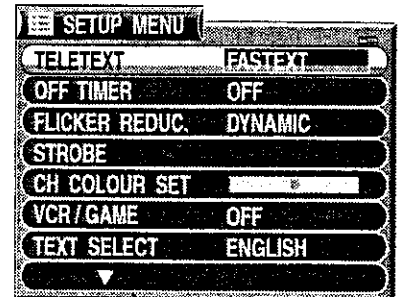 SETUP MENU
TELETEXT FASTEXT
OFF TIMER OFF
FLICKER REDUC. DYNAMIC
STROBE
CH COLOUR SET
VCR/GAME OFF
TEXT SELECT ENGLISH